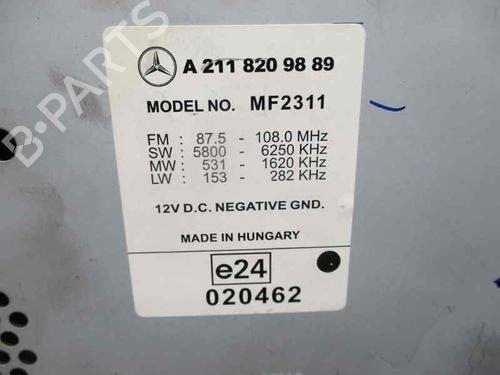 B-PARTS
A 211 820 98 89
MODEL NO. MF2311
FM : 87.5 - 108.0 MHz
SW : 5800 - 6250 KHz
MW : 531 - 1620 KHz
LW : 153 - 282 KHz
12V D.C. NEGATIVE GND.
MADE IN HUNGARY
e24
020462